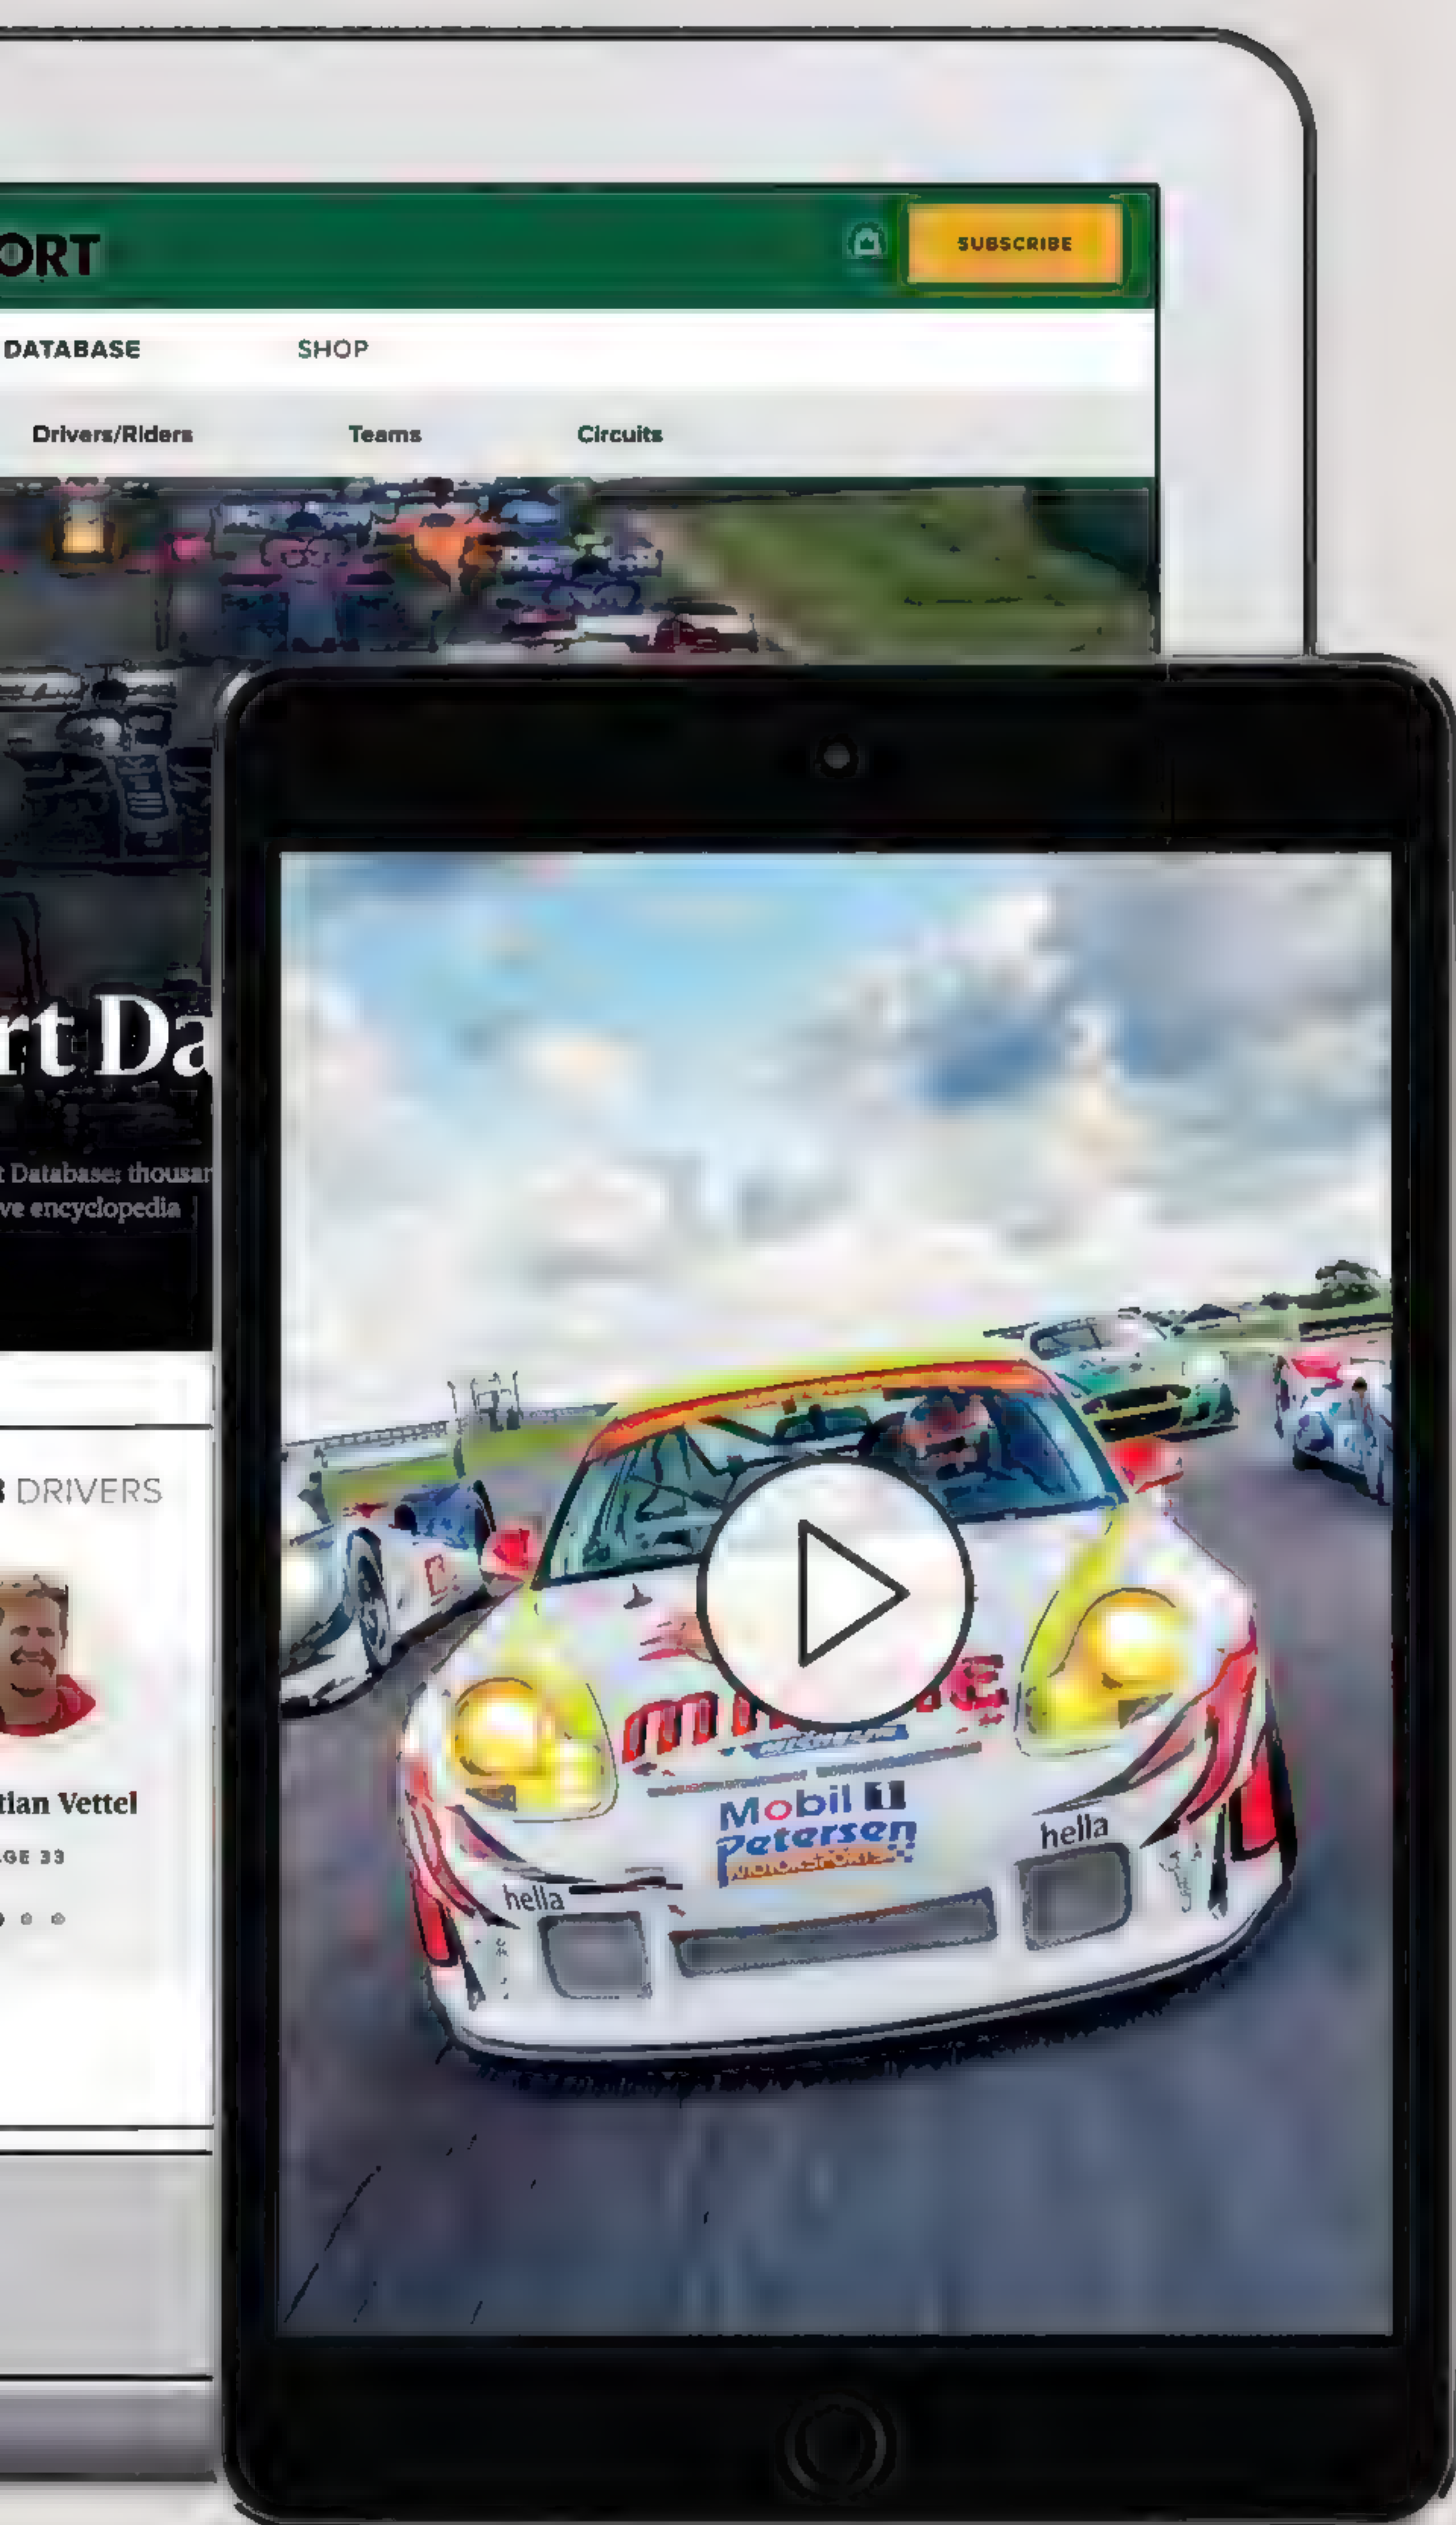 ORT
SUBSCRIBE
DATABASE SHOP
Drivers/Riders Teams Circuits
rt Da
t Database; thousan
ve encyclopedia
DRIVERS
tian Vettel
GE 33
Mobil 1
Petersen
MOTORSPORTS
hella
hella